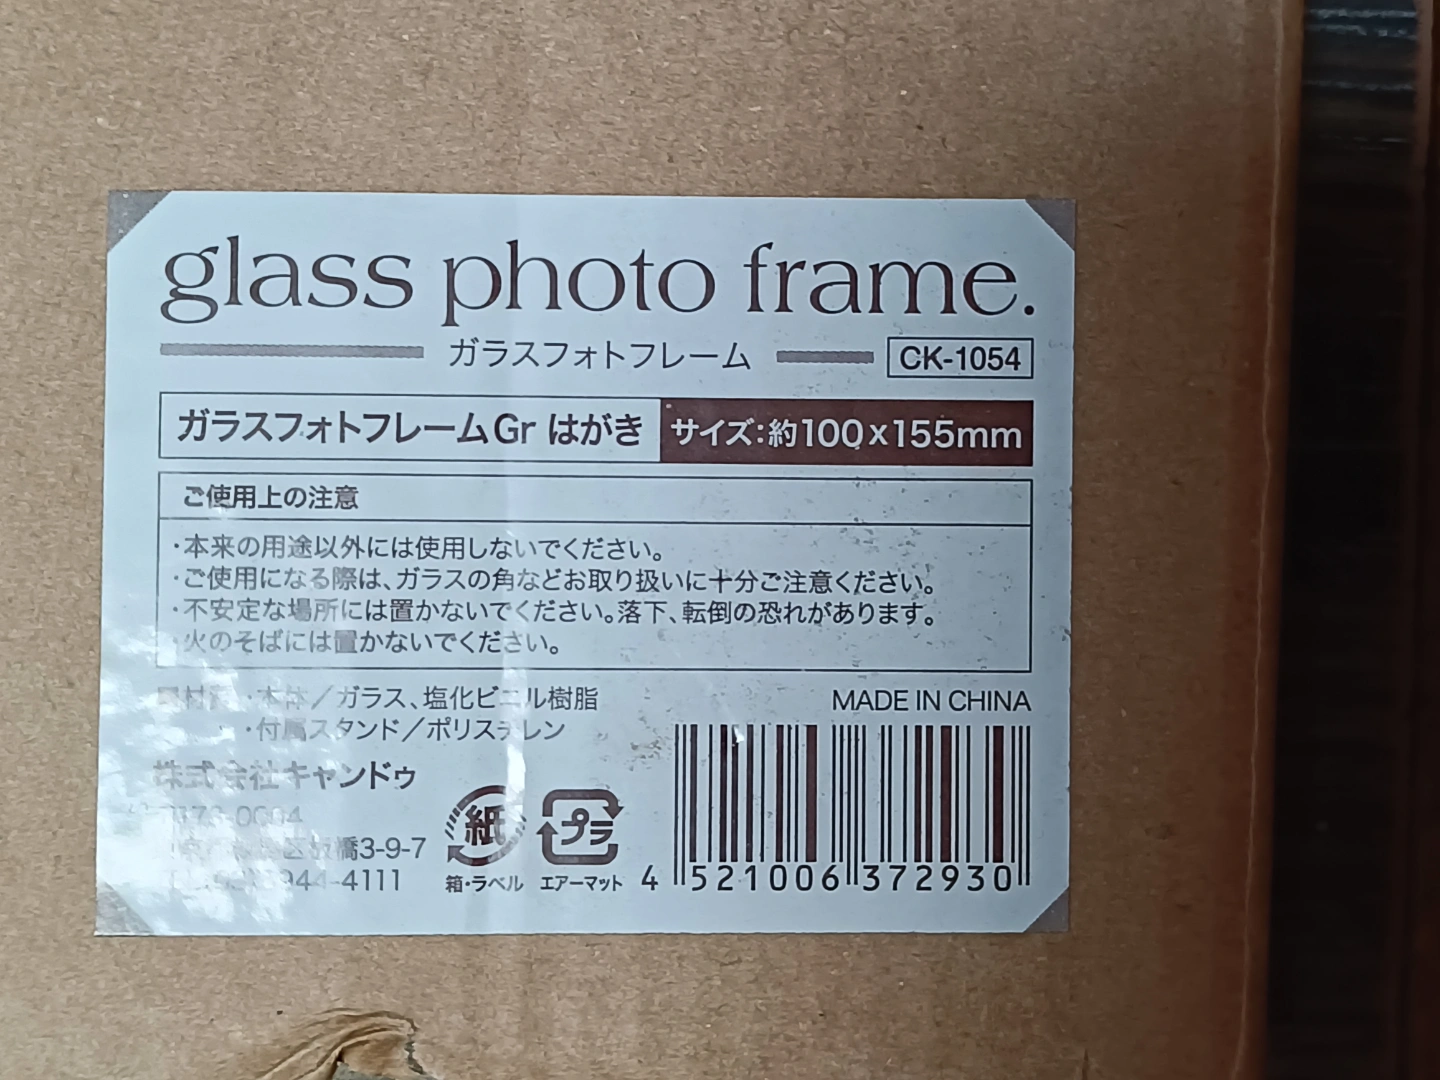 glass photo frame.
ガラスフォトフレーム CK-1054
ガラスフォトフレームGr はがき サイズ:約100x155mm
ご使用上の注意
・本来の用途以外には使用しないでください。
・ご使用になる際は、ガラスの角などお取り扱いに十分ご注意ください。
・不安定な場所には置かないでください。落下、転倒の恐れがあります。
・火のそばには置かないでください。
・本体／ガラス、塩化ビニル樹脂
・付属スタンド／ポリスチレン
MADE IN CHINA
株式会社キャンドゥ
3-9-7
944-4111
紙
箱・ラベル
プラ
エアーマット
4 521006 372930